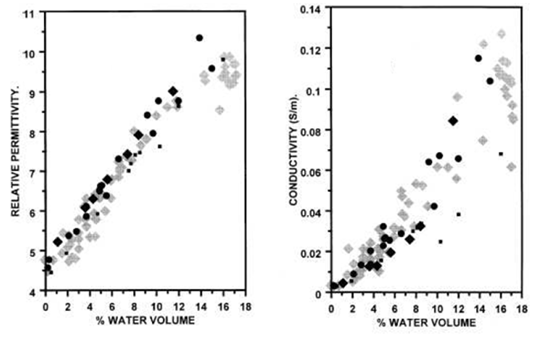 11
10
9
8
7
6
5
4
RELATIVE PERMITTIVITY.
0 2 4 6 8 10 12 14 16 18
% WATER VOLUME
0.14
0.12
0.1
0.08
0.06
0.04
0.02
0
CONDUCTIVITY (S/m).
0 2 4 6 8 10 12 14 16 18
% WATER VOLUME